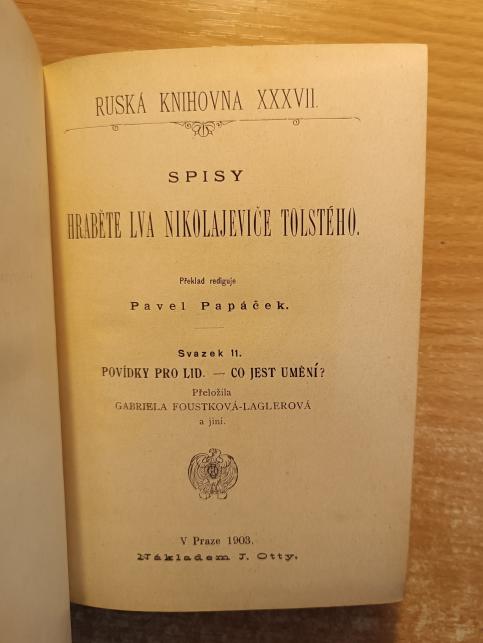 RUSKÁ KNIHOVNA XXXVII.
SPISY
HRABĚTE LVA NIKOLAJEVIČE TOLSTÉHO.
Překlad rediguje
Pavel Papáček.
Svazek 11.
POVÍDKY PRO LID. — CO JEST UMĚNÍ?
Přeložila
GABRIELA FOUSTKOVÁ-LAGLEROVÁ
a jiní.
V Praze 1903.
Nákladem J. Otty.